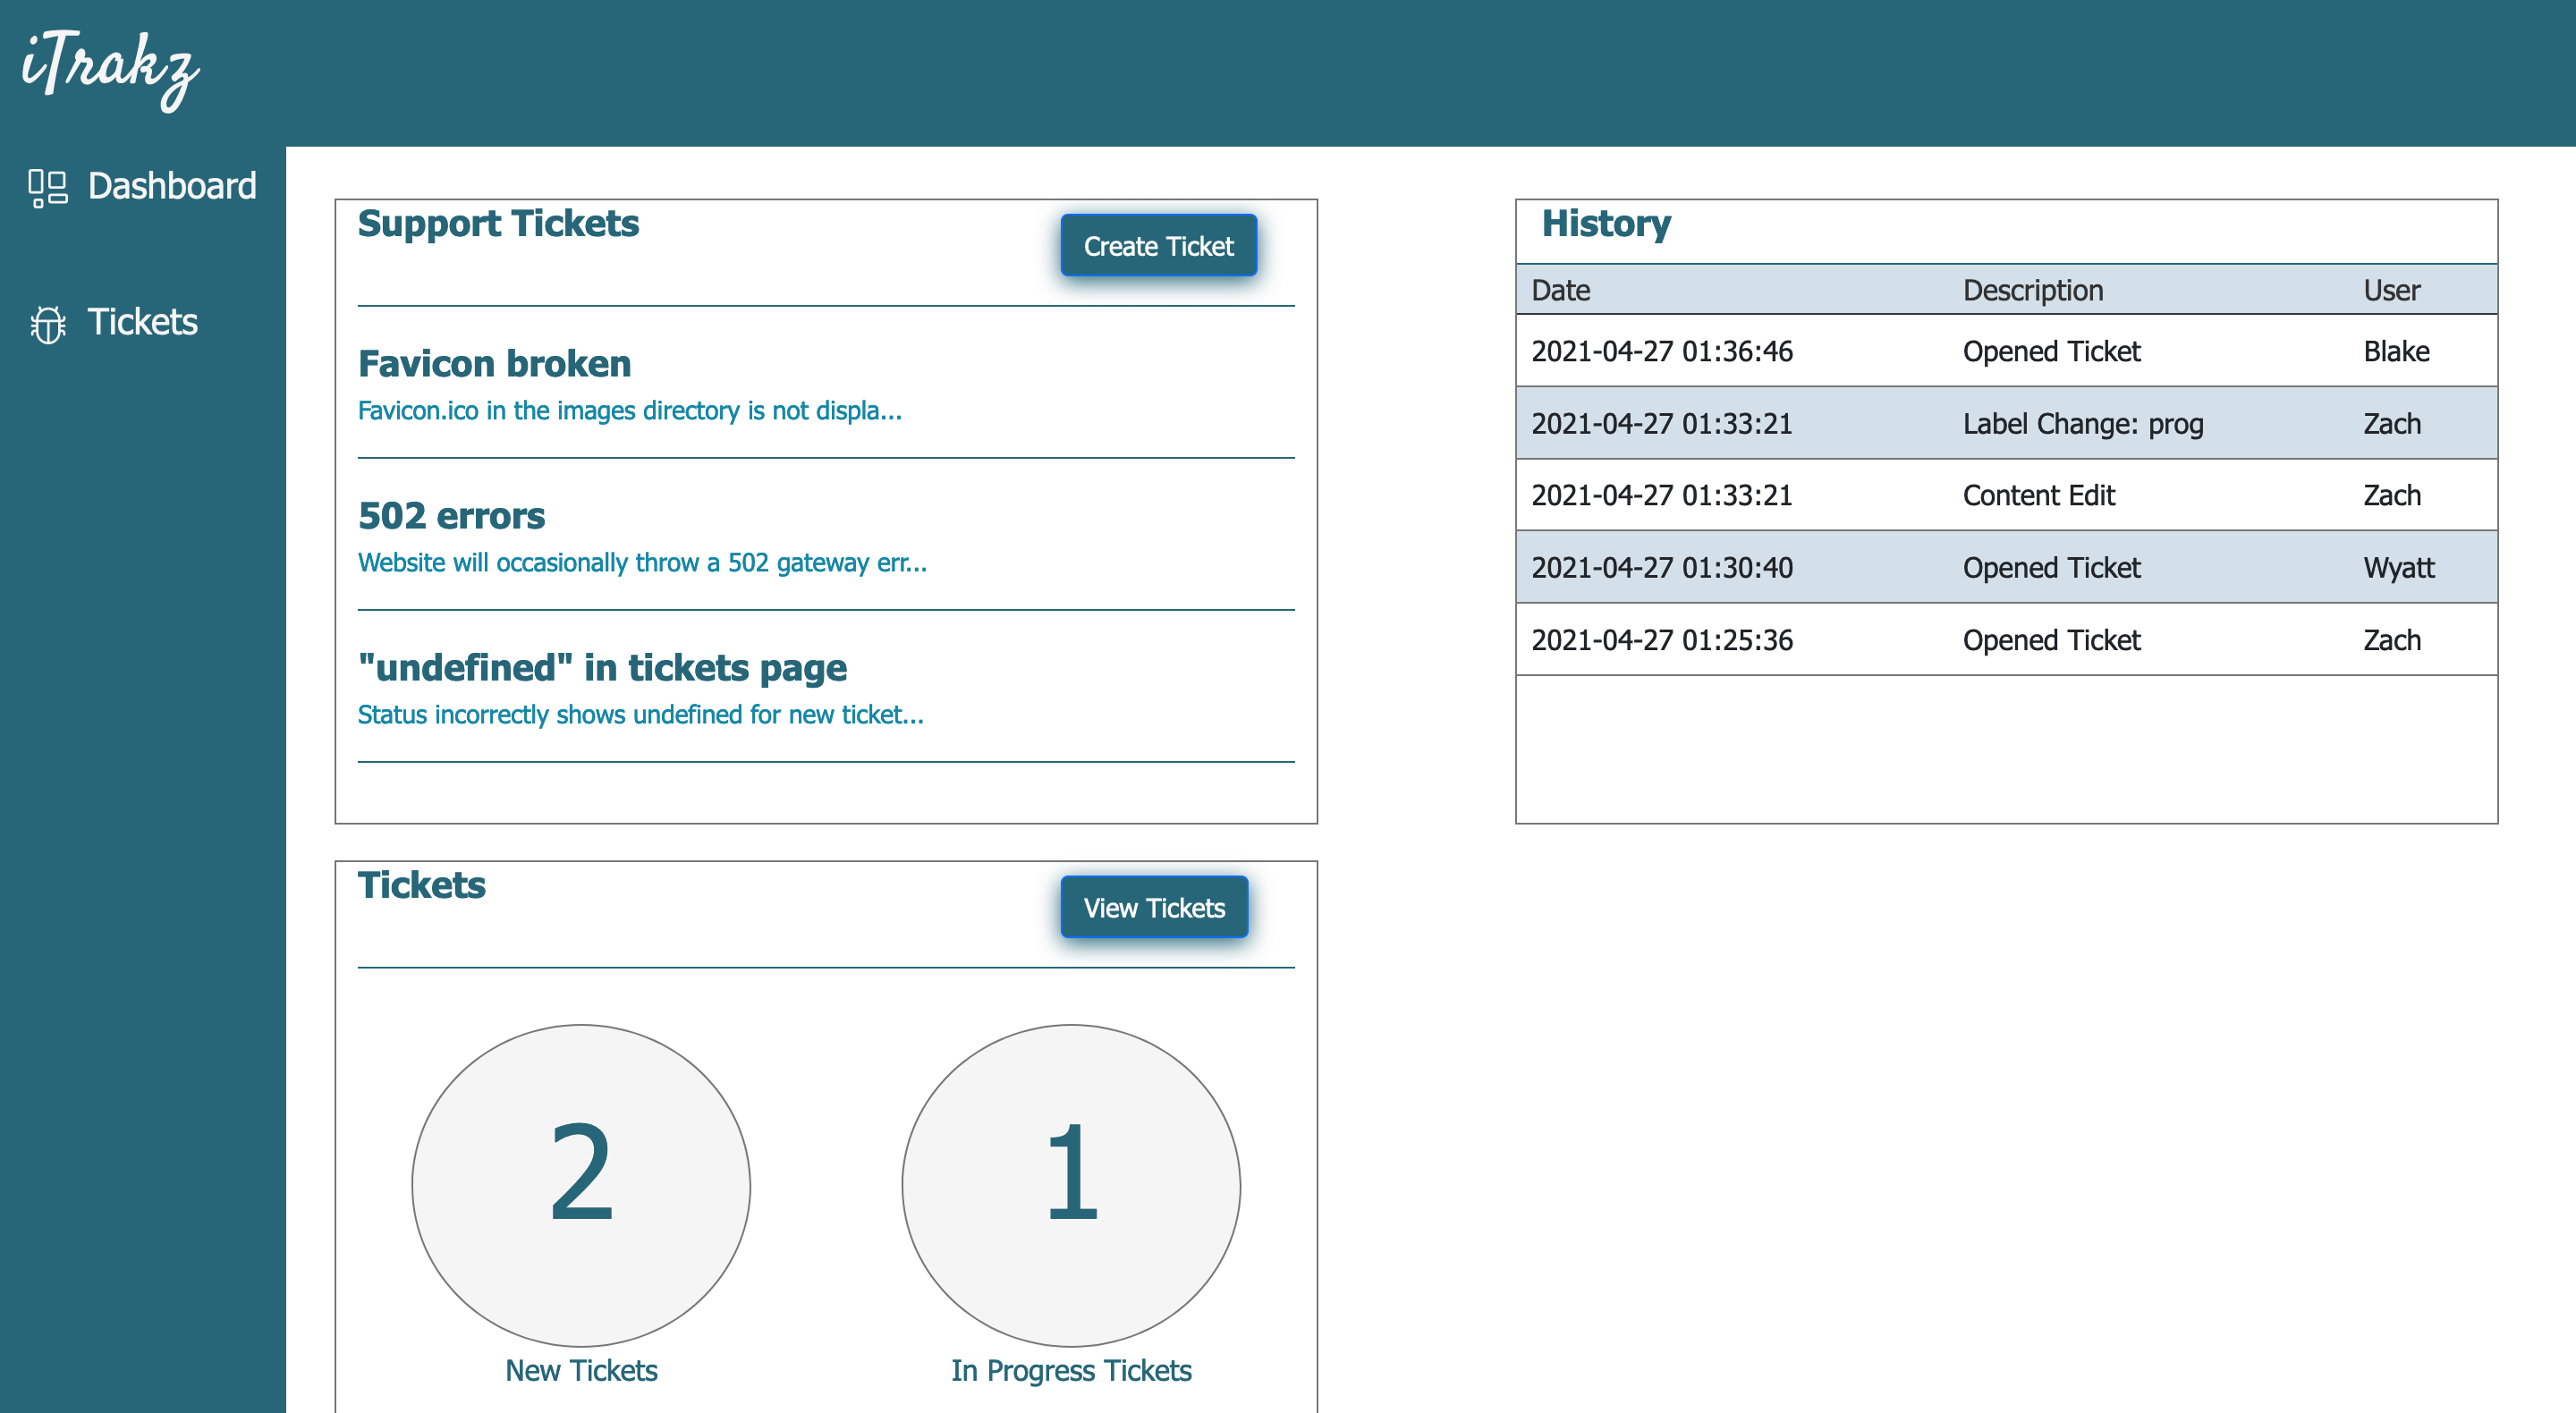 iTrakz
Dashboard
Tickets
Support Tickets
Create Ticket
Favicon broken
Favicon.ico in the images directory is not displa...
502 errors
Website will occasionally throw a 502 gateway err...
"undefined" in tickets page
Status incorrectly shows undefined for new ticket...
History
Date Description User
2021-04-27 01:36:46 Opened Ticket Blake
2021-04-27 01:33:21 Label Change: prog Zach
2021-04-27 01:33:21 Content Edit Zach
2021-04-27 01:30:40 Opened Ticket Wyatt
2021-04-27 01:25:36 Opened Ticket Zach
Tickets
View Tickets
2 1
New Tickets In Progress Tickets